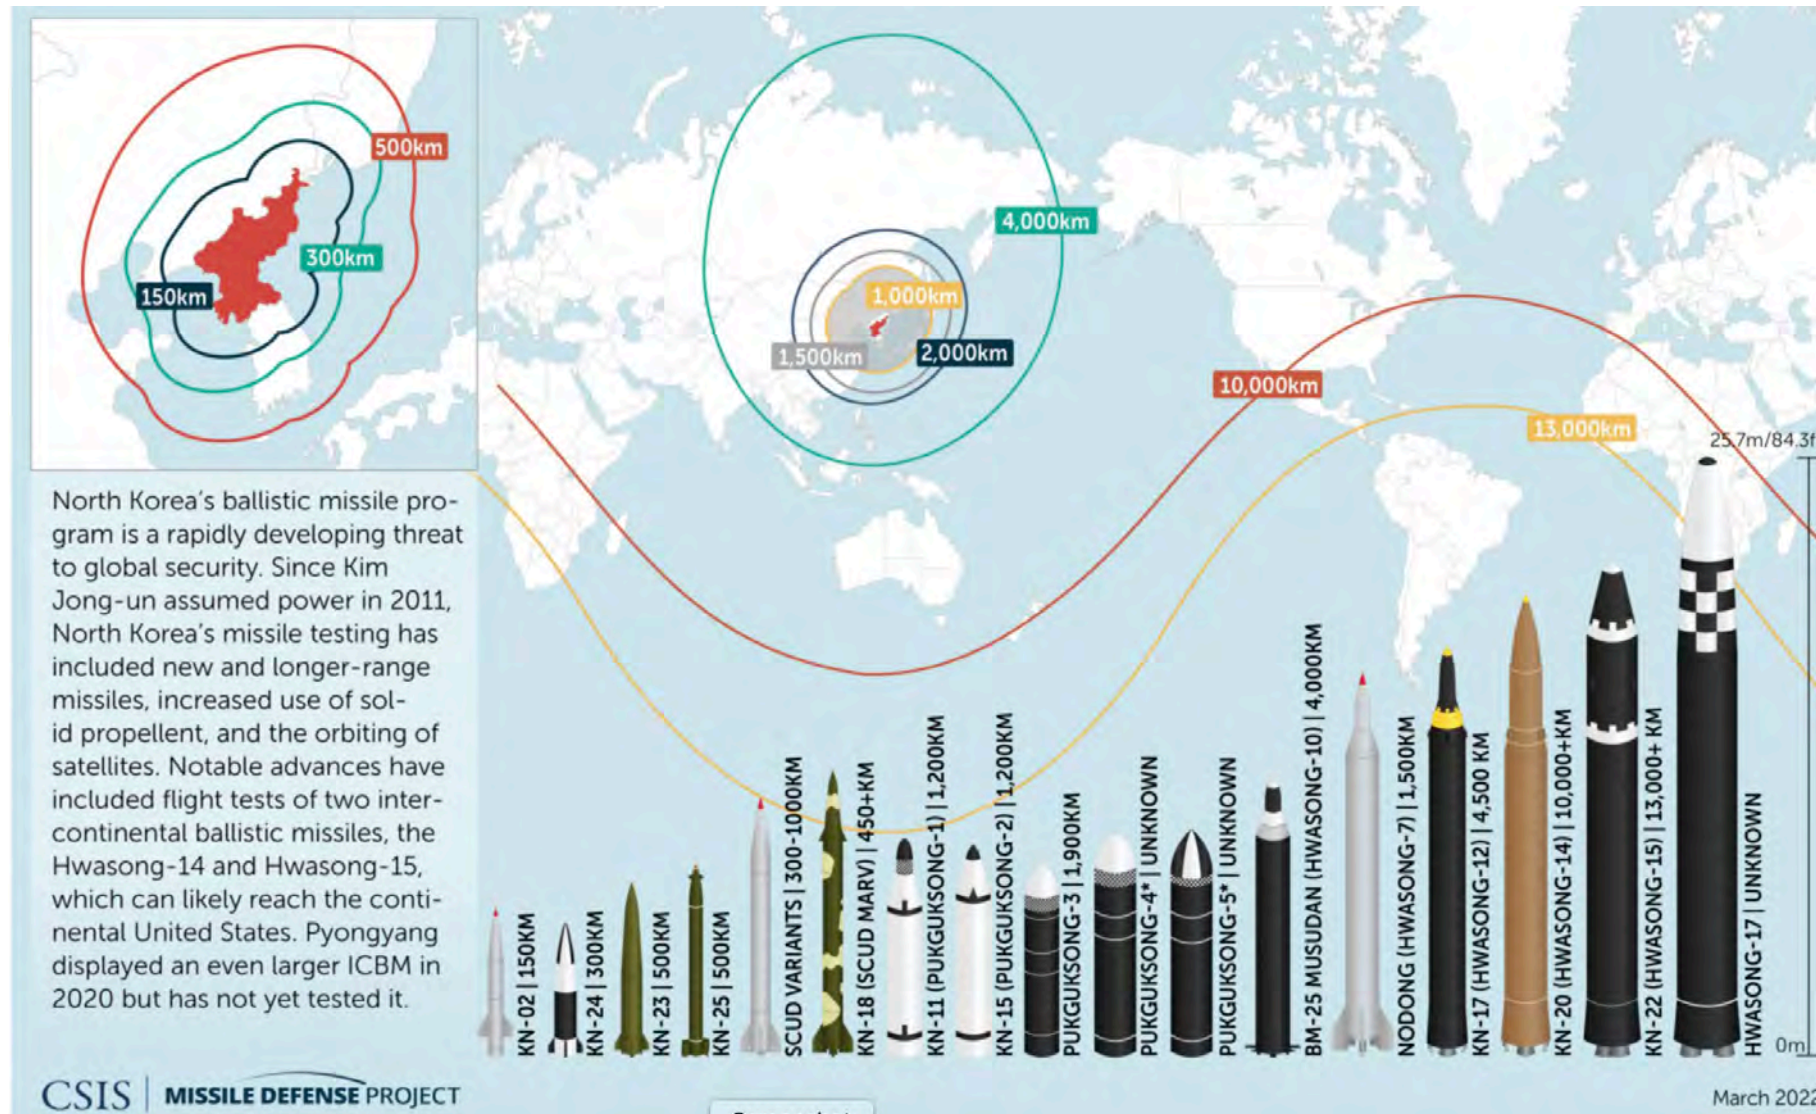 500km
300km
150km
4,000km
1,000km
1,500km
2,000km
10,000km
13,000km
25.7m/84.3f
North Korea's ballistic missile pro-
gram is a rapidly developing threat
to global security. Since Kim
Jong-un assumed power in 2011,
North Korea's missile testing has
included new and longer-range
missiles, increased use of sol-
id propellent, and the orbiting of
satellites. Notable advances have
included flight tests of two inter-
continental ballistic missiles, the
Hwasong-14 and Hwasong-15,
which can likely reach the conti-
nental United States. Pyongyang
displayed an even larger ICBM in
2020 but has not yet tested it.
KN-02 | 150KM
KN-24 | 300KM
KN-23 | 500KM
KN-25 | 500KM
SCUD VARIANTS | 300-1000KM
KN-18 (SCUD MARV) | 450+KM
KN-11 (PUKGUKSONG-1) | 1,200KM
KN-15 (PUKGUKSONG-2) | 1,200KM
PUKGUKSONG-3 | 1,900KM
PUKGUKSONG-4* | UNKNOWN
PUKGUKSONG-5* | UNKNOWN
BM-25 MUSUDAN (HWASONG-10) | 4,000KM
NODONG (HWASONG-7) | 1,500KM
KN-17 (HWASONG-12) | 4,500 KM
KN-20 (HWASONG-14) | 10,000+KM
KN-22 (HWASONG-15) | 13,000+ KM
HWASONG-17 | UNKNOWN
0m
CSIS | MISSILE DEFENSE PROJECT
March 2022